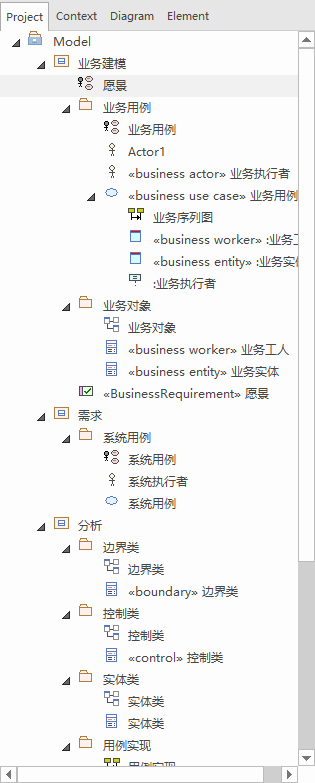 Project Context Diagram Element
Model
业务建模
愿景
业务用例
业务用例
Actor1
«business actor» 业务执行者
«business use case» 业务用例
业务序列图
«business worker» :业务工
«business entity» :业务实体
:业务执行者
业务对象
业务对象
«business worker» 业务工人
«business entity» 业务实体
«BusinessRequirement» 愿景
需求
系统用例
系统用例
系统执行者
系统用例
分析
边界类
边界类
«boundary» 边界类
控制类
控制类
«control» 控制类
实体类
实体类
实体类
用例实现
用例实现